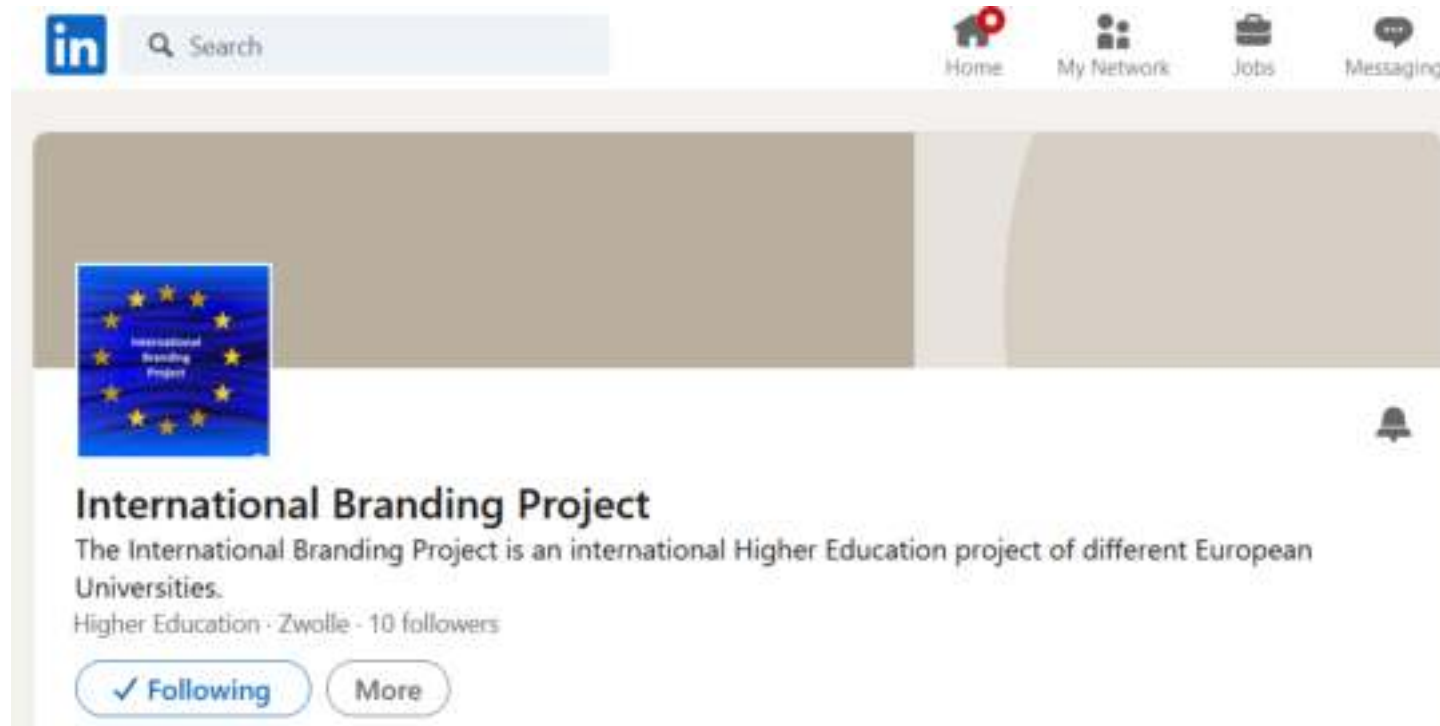 in
Search
Home
My Network
Jobs
Messaging
International
Branding
Project
International Branding Project
The International Branding Project is an international Higher Education project of different European
Universities.
Higher Education · Zwolle · 10 followers
✓ Following
More